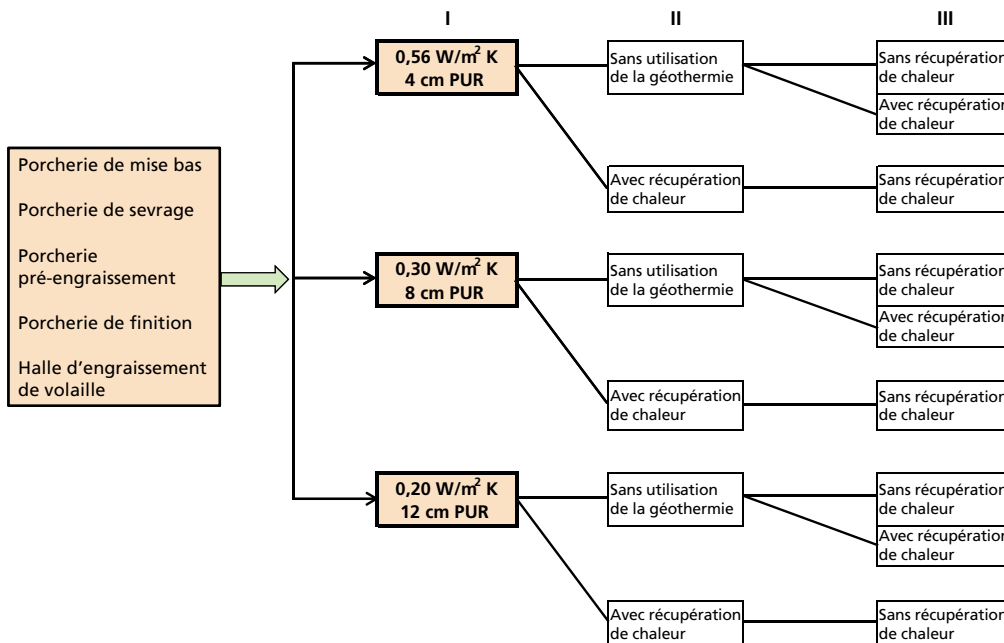 I
II
III
Porcherie de mise bas
Porcherie de sevrage
Porcherie
pré-engraissement
Porcherie de finition
Halle d'engraissement
de volaille
0,56 W/m² K
4 cm PUR
Sans utilisation
de la géothermie
Sans récupération
de chaleur
Avec récupération
de chaleur
Avec récupération
de chaleur
Sans récupération
de chaleur
0,30 W/m² K
8 cm PUR
Sans utilisation
de la géothermie
Sans récupération
de chaleur
Avec récupération
de chaleur
Avec récupération
de chaleur
Sans récupération
de chaleur
0,20 W/m² K
12 cm PUR
Sans utilisation
de la géothermie
Sans récupération
de chaleur
Avec récupération
de chaleur
Avec récupération
de chaleur
Sans récupération
de chaleur